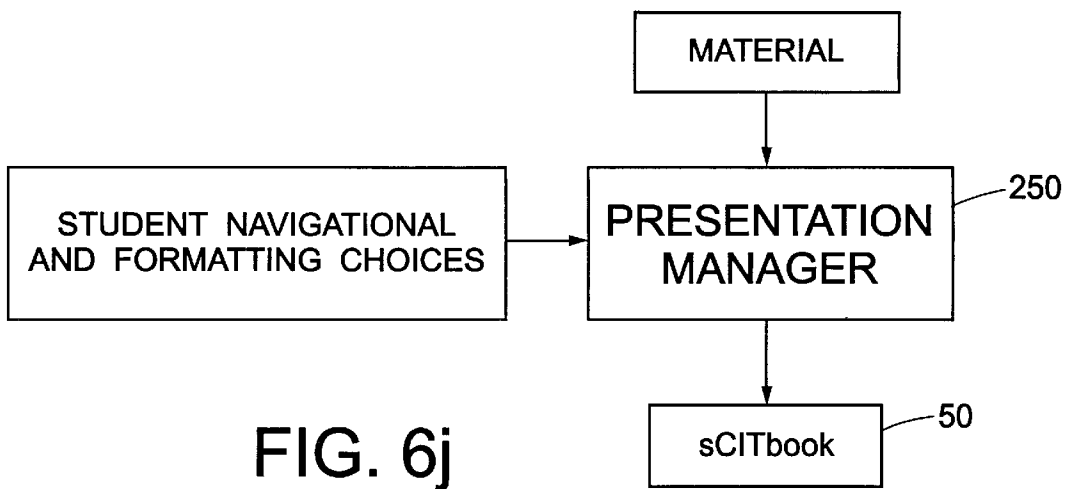 MATERIAL
STUDENT NAVIGATIONAL
AND FORMATTING CHOICES
PRESENTATION
MANAGER
250
sCITbook
50
FIG. 6j